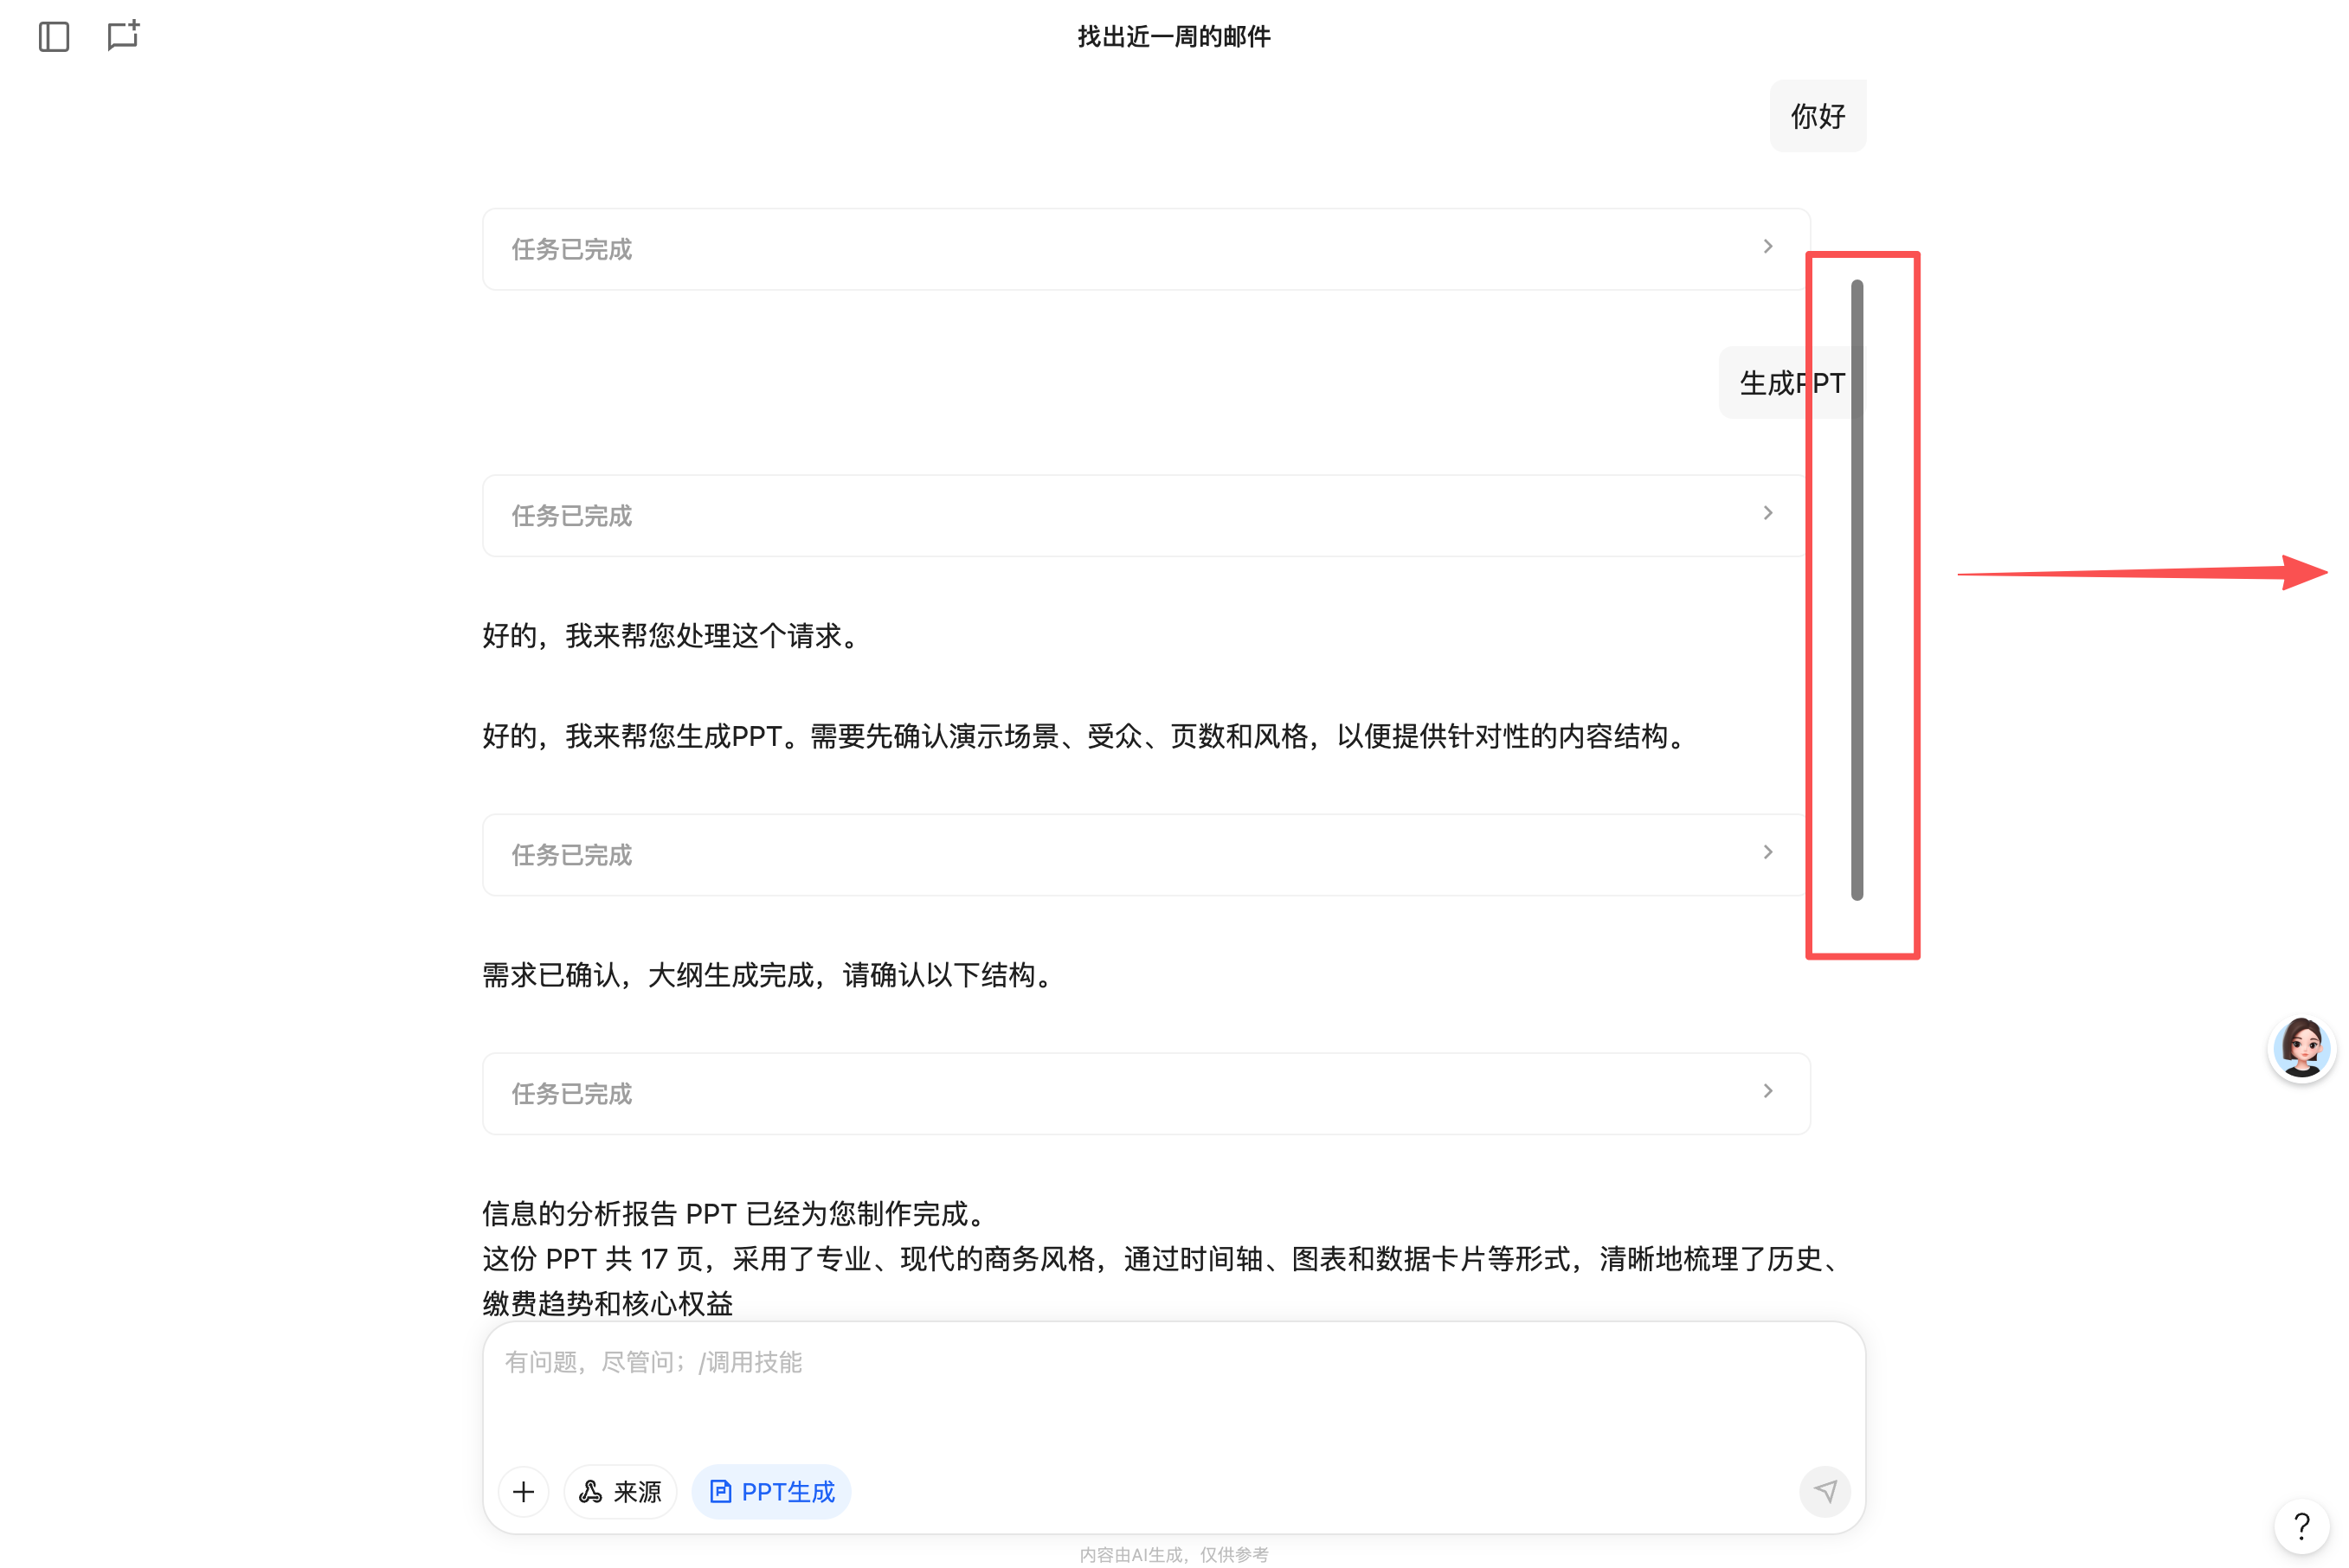 找出近一周的邮件
你好
任务已完成
生成PPT
任务已完成
好的，我来帮您处理这个请求。
好的，我来帮您生成PPT。需要先确认演示场景、受众、页数和风格，以便提供针对性的内容结构。
任务已完成
需求已确认，大纲生成完成，请确认以下结构。
任务已完成
信息的分析报告 PPT 已经为您制作完成。
这份 PPT 共 17 页，采用了专业、现代的商务风格，通过时间轴、图表和数据卡片等形式，清晰地梳理了历史、
缴费趋势和核心权益
有问题，尽管问；/调用技能
来源
PPT生成
?
内容由AI生成，仅供参考